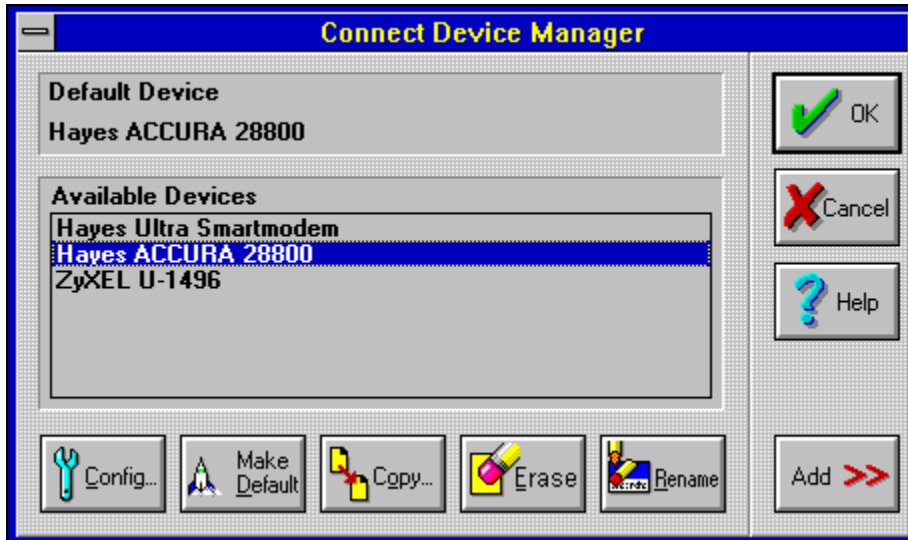 Connect Device Manager
Default Device
Hayes ACCURA 28800
OK
Available Devices
Hayes Ultra Smartmodem
Hayes ACCURA 28800
ZyXEL U-1496
Cancel
Help
Config...
Make
Default
Copy...
Erase
Rename
Add >>